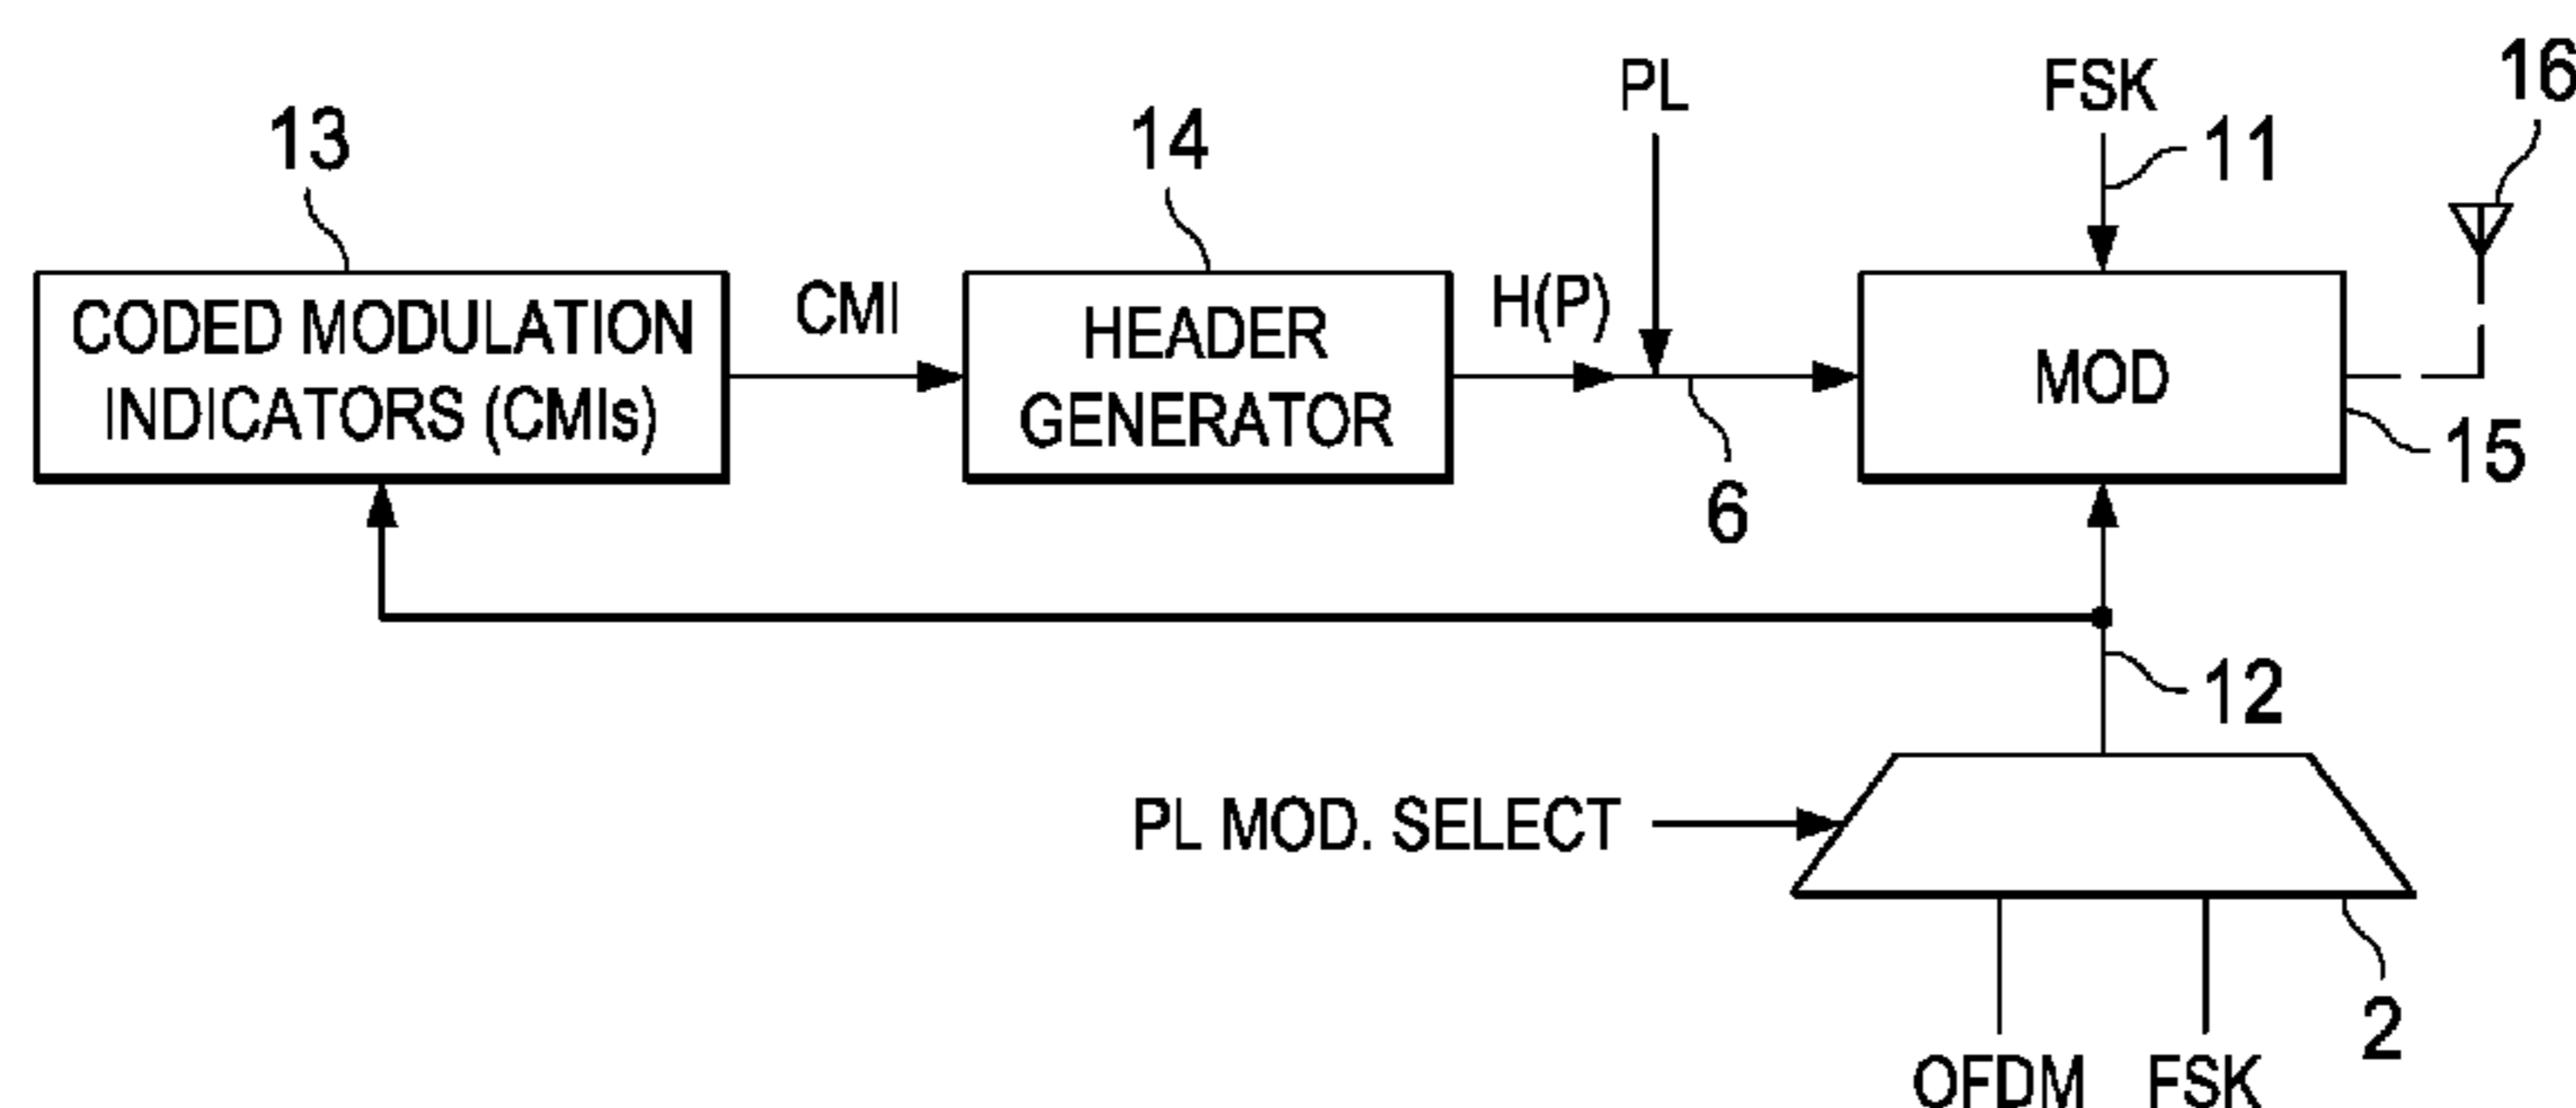 13
14
PL
FSK
11
16
CODED MODULATION
INDICATORS (CMIs)
CMI
HEADER
GENERATOR
H(P)
6
MOD
15
12
PL MOD. SELECT
2
OFDM
FSK